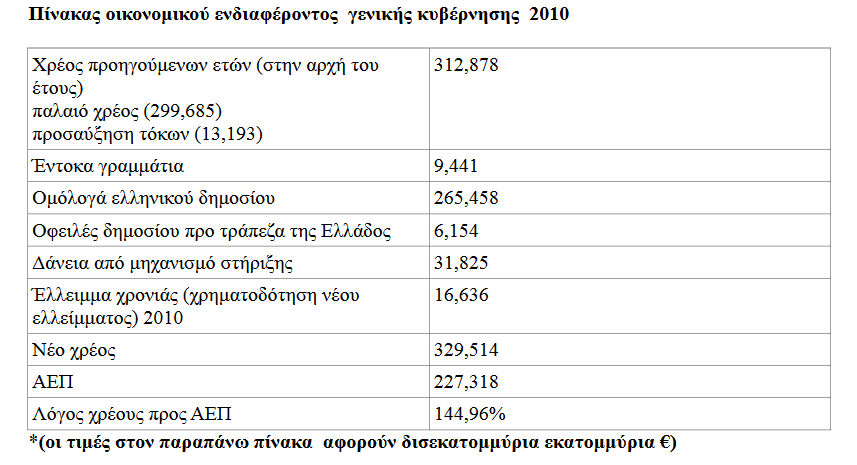 Πίνακας οικονομικού ενδιαφέροντος  γενικής κυβέρνησης  2010
Χρέος προηγούμενων ετών (στην αρχή του 312,878
έτους)
παλαιό χρέος (299,685)
προσαύξηση τόκων (13,193)
Έντοκα γραμμάτια 9,441
Ομόλογά ελληνικού δημοσίου 265,458
Οφειλές δημοσίου προ τράπεζα της Ελλάδος 6,154
Δάνεια από μηχανισμό στήριξης 31,825
Έλλειμμα χρονιάς (χρηματοδότηση νέου 16,636
ελλείμματος) 2010
Νέο χρέος 329,514
ΑΕΠ 227,318
Λόγος χρέους προς ΑΕΠ 144,96%
*(οι τιμές στον παραπάνω πίνακα  αφορούν δισεκατομμύρια εκατομμύρια €)